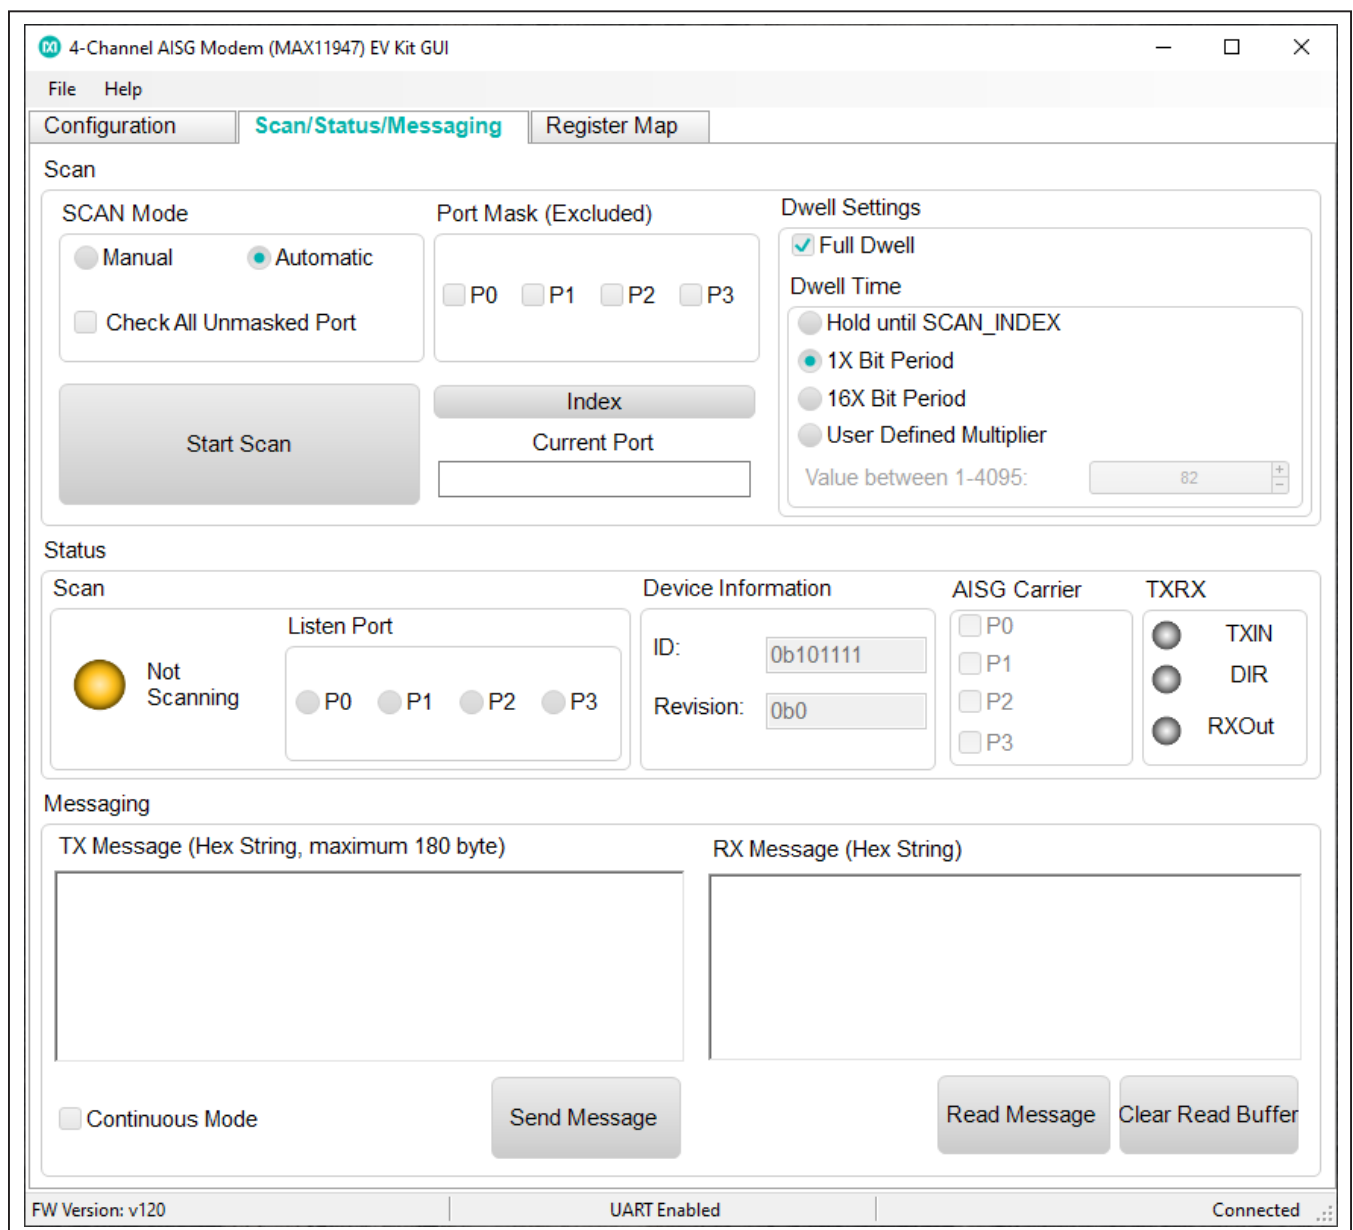 4-Channel AISG Modem (MAX11947) EV Kit GUI
File Help
Configuration Scan/Status/Messaging Register Map
Scan
SCAN Mode
Manual Automatic
Check All Unmasked Port
Port Mask (Excluded)
P0 P1 P2 P3
Dwell Settings
Full Dwell
Dwell Time
Hold until SCAN_INDEX
1X Bit Period
16X Bit Period
User Defined Multiplier
Value between 1-4095: 82
Start Scan
Index
Current Port
Status
Scan
Not
Scanning
Listen Port
P0 P1 P2 P3
Device Information
ID: 0b101111
Revision: 0b0
AISG Carrier
P0
P1
P2
P3
TXRX
TXIN
DIR
RXOut
Messaging
TX Message (Hex String, maximum 180 byte)
RX Message (Hex String)
Continuous Mode
Send Message
Read Message
Clear Read Buffer
FW Version: v120 UART Enabled Connected